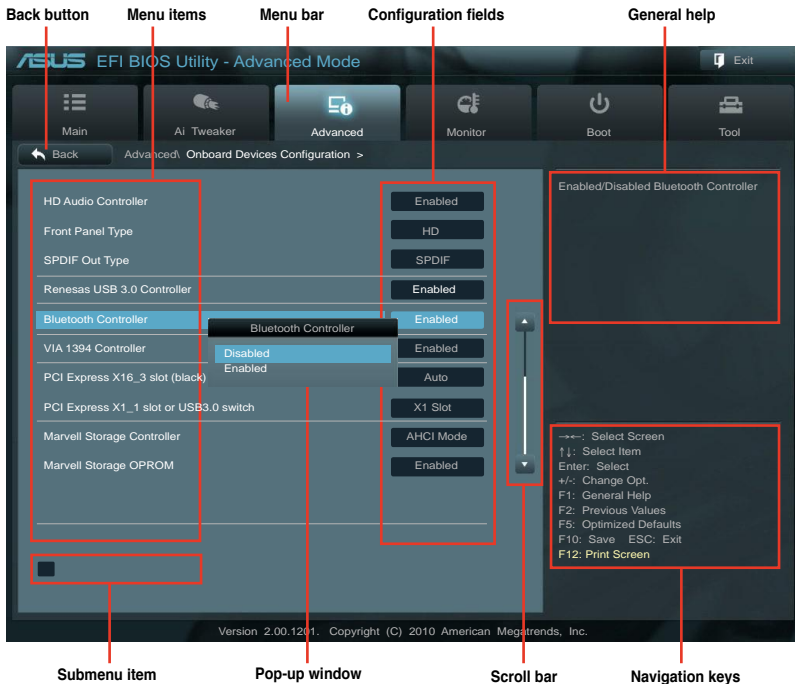 Back button Menu items Menu bar Configuration fields General help
ASUS EFI BIOS Utility - Advanced Mode Exit
Main Ai Tweaker Advanced Monitor Boot Tool
Back Advanced\ Onboard Devices Configuration >
HD Audio Controller Enabled
Front Panel Type HD
SPDIF Out Type SPDIF
Renesas USB 3.0 Controller Enabled
Bluetooth Controller Enabled
VIA 1394 Controller Enabled
PCI Express X16_3 slot (black) Auto
PCI Express X1_1 slot or USB3.0 switch X1 Slot
Marvell Storage Controller AHCI Mode
Marvell Storage OPROM Enabled
Bluetooth Controller
Disabled
Enabled
Enabled/Disabled Bluetooth Controller
→←: Select Screen
↑↓: Select Item
Enter: Select
+/-: Change Opt.
F1: General Help
F2: Previous Values
F5: Optimized Defaults
F10: Save ESC: Exit
F12: Print Screen
Version 2.00.1201. Copyright (C) 2010 American Megatrends, Inc.
Submenu item Pop-up window Scroll bar Navigation keys